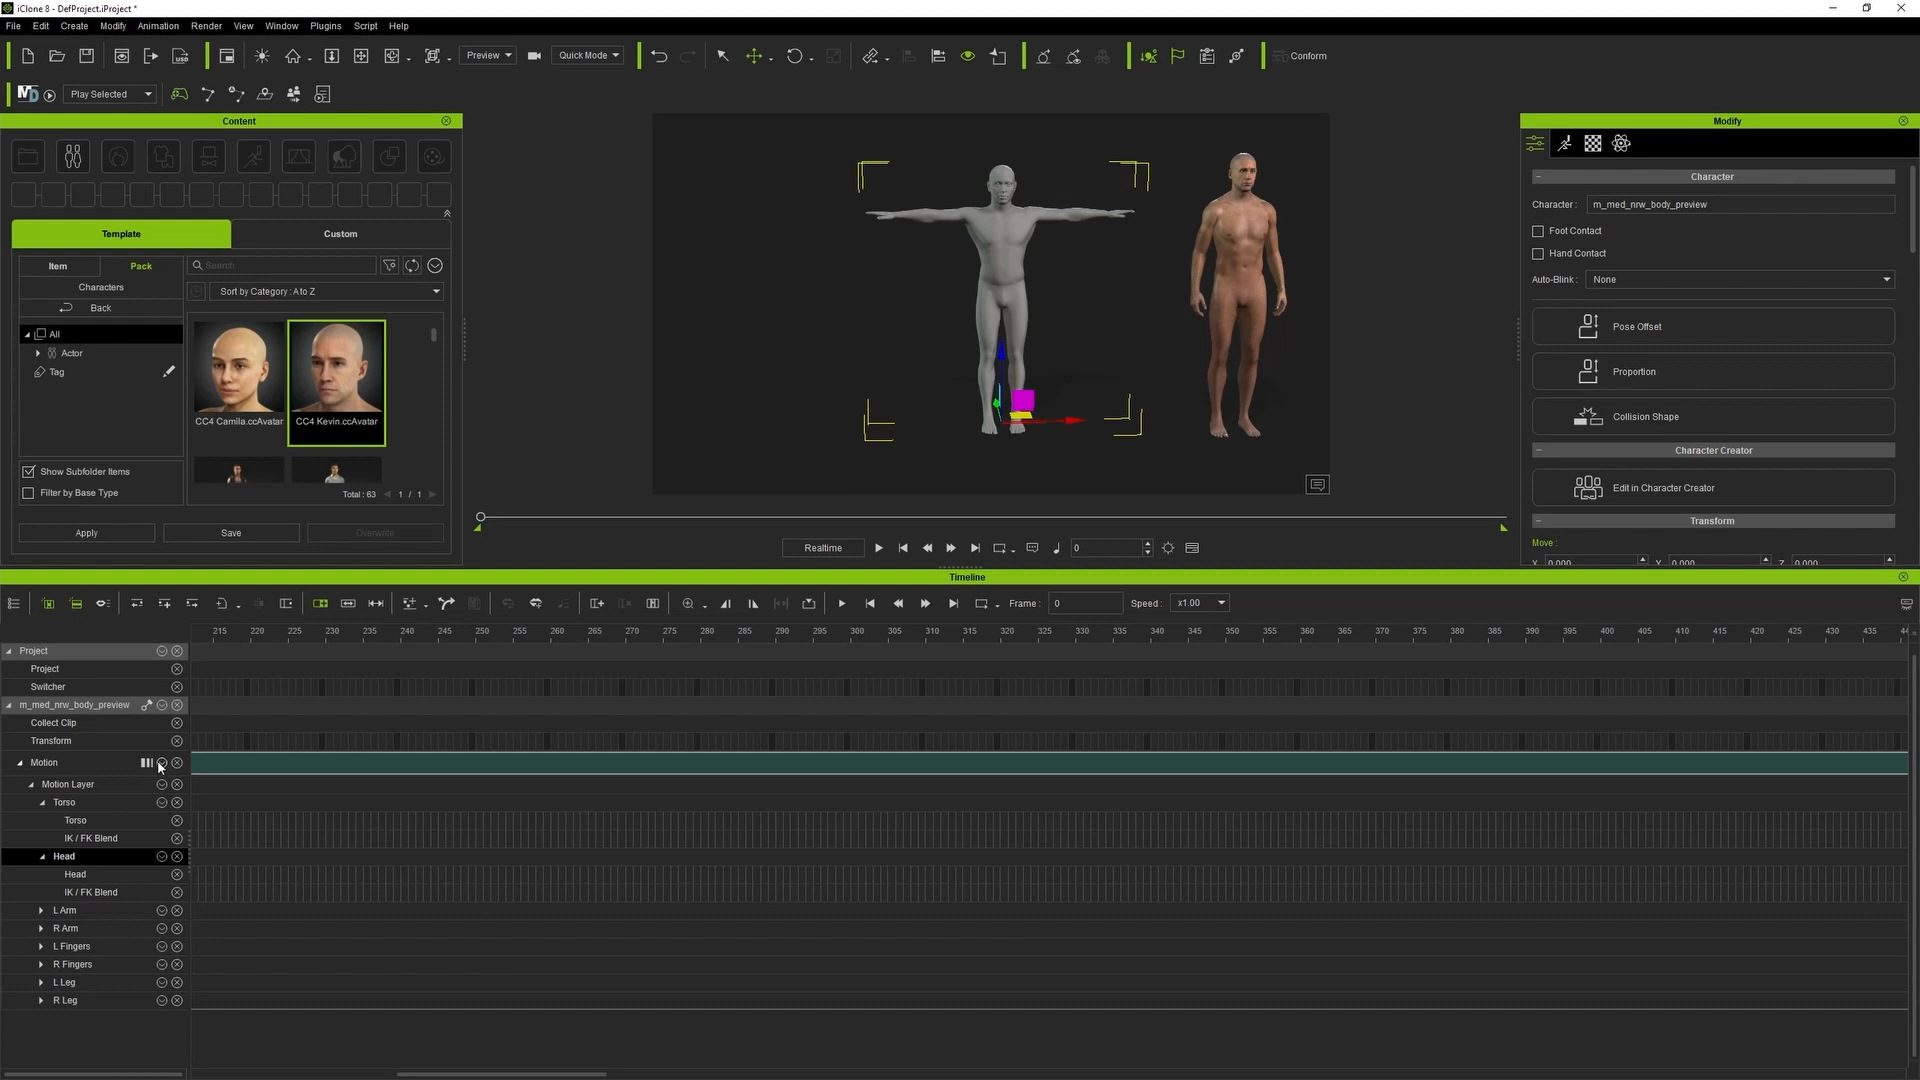 iClone 8 - DefProject.iProject *
File Edit Create Modify Animation Render View Window Plugins Script Help
Preview Quick Mode Conform
Play Selected
Content
Template Custom
Item Pack
Search
Characters
Back
Sort by Category : A to Z
All
Actor
Tag
CC4 Camila.ccAvatar CC4 Kevin.ccAvatar
Show Subfolder Items
Filter by Base Type
Total : 63 1 / 1
Apply Save Overwrite
Realtime 0
Modify
Character
Character : m_med_nrw_body_preview
Foot Contact
Hand Contact
Auto-Blink : None
Pose Offset
Proportion
Collision Shape
Character Creator
Edit in Character Creator
Transform
Move :
X 0.000 Y 0.000 Z 0.000
Timeline
Frame : 0 Speed : x1.00
215 220 225 230 235 240 245 250 255 260 265 270 275 280 285 290 295 300 305 310 315 320 325 330 335 340 345 350 355 360 365 370 375 380 385 390 395 400 405 410 415 420 425 430 435 44
Project
Project
Switcher
m_med_nrw_body_preview
Collect Clip
Transform
Motion
Motion Layer
Torso
Torso
IK / FK Blend
Head
Head
IK / FK Blend
L Arm
R Arm
L Fingers
R Fingers
L Leg
R Leg